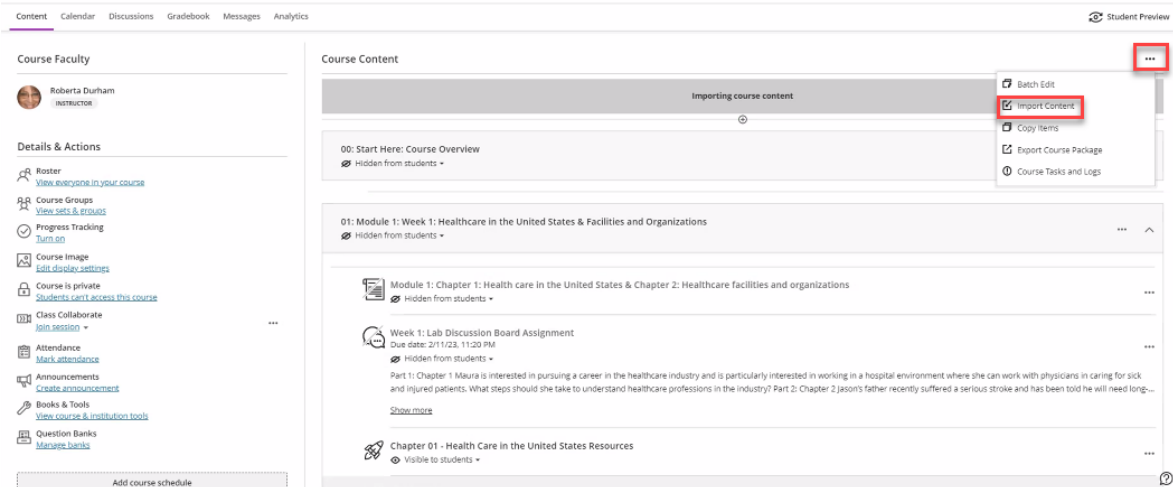 Content Calendar Discussions Gradebook Messages Analytics
Student Preview
Course Faculty
Roberta Durham
INSTRUCTOR
Details & Actions
Roster
View everyone in your course
Course Groups
View sets & groups
Progress Tracking
Turn on
Course Image
Edit display settings
Course is private
Students can't access this course
Class Collaborate
Join session
Attendance
Mark attendance
Announcements
Create announcement
Books & Tools
View course & institution tools
Question Banks
Manage banks
Add course schedule
Course Content
Importing course content
Batch Edit
Import Content
Copy Items
Export Course Package
Course Tasks and Logs
00: Start Here: Course Overview
Hidden from students
01: Module 1: Week 1: Healthcare in the United States & Facilities and Organizations
Hidden from students
Module 1: Chapter 1: Health care in the United States & Chapter 2: Healthcare facilities and organizations
Hidden from students
Week 1: Lab Discussion Board Assignment
Due date: 2/11/23, 11:20 PM
Hidden from students
Part 1: Chapter 1 Maura is interested in pursuing a career in the healthcare industry and is particularly interested in working in a hospital environment where she can work with physicians in caring for sick
and injured patients. What steps should she take to understand healthcare professions in the industry? Part 2: Chapter 2 Jason's father recently suffered a serious stroke and has been told he will need long-...
Show more
Chapter 01 - Health Care in the United States Resources
Visible to students